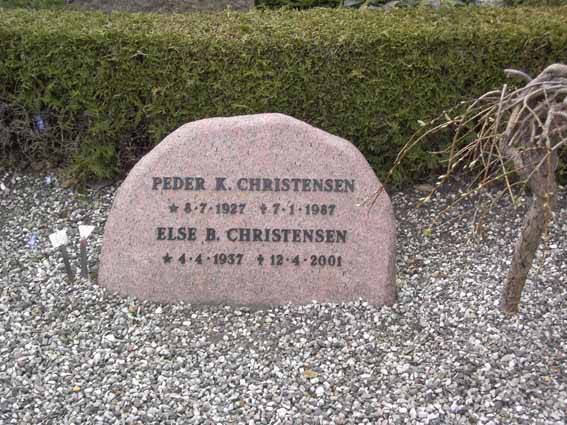 PEDER K. CHRISTENSEN
★ 8·7·1927 ✝ 7·1·1987
ELSE B. CHRISTENSEN
★ 4·4·1937 ✝ 12·4·2001